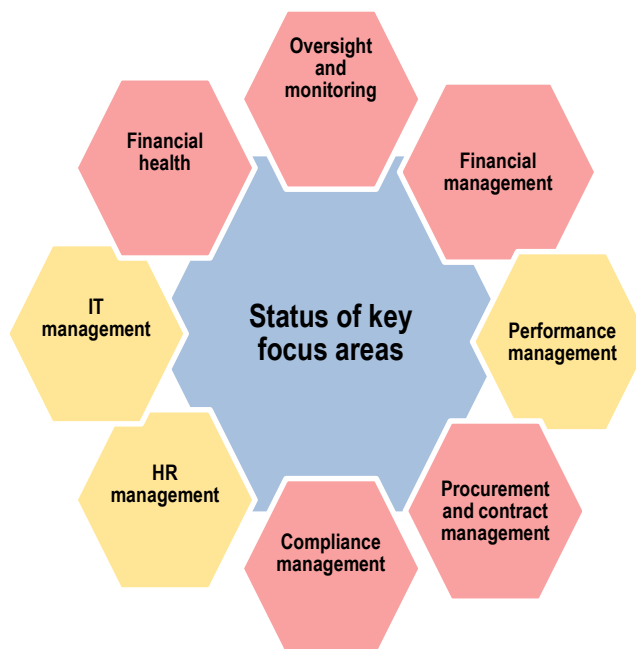 Oversight
and
monitoring
Financial
management
Performance
management
Procurement
and contract
management
Compliance
management
HR
management
IT
management
Financial
health
Status of key
focus areas